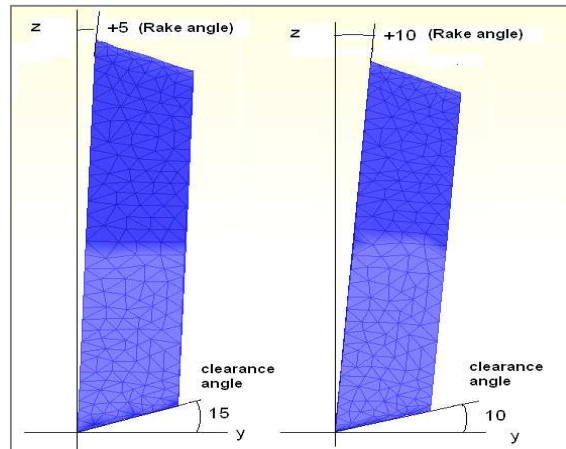 z
+5 (Rake angle)
clearance
angle
15
y
z
+10 (Rake angle)
clearance
angle
10
y